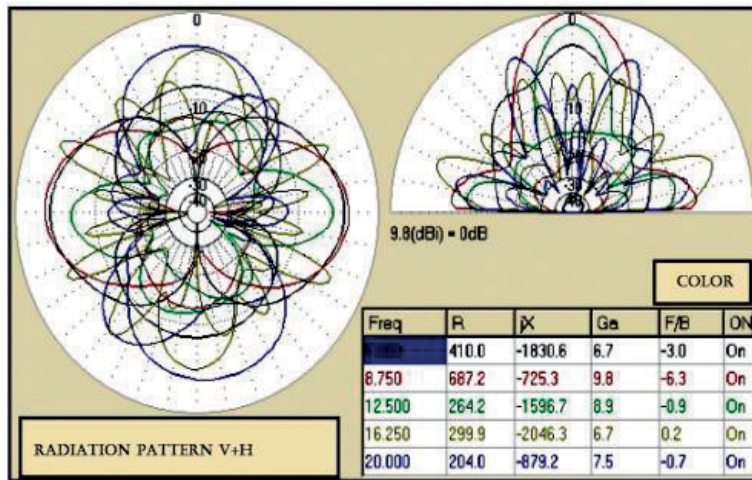 0
-10
-20
-30
-40
0
-10
-20
-30
-40
9.8(dBi) = 0dB
COLOR
Freq R jX Ga F/B ON
410.0 -1830.6 6.7 -3.0 On
8.750 687.2 -725.3 9.8 -6.3 On
12.500 264.2 -1596.7 8.9 -0.9 On
16.250 299.9 -2046.3 6.7 0.2 On
20.000 204.0 -879.2 7.5 -0.7 On
RADIATION PATTERN V+H